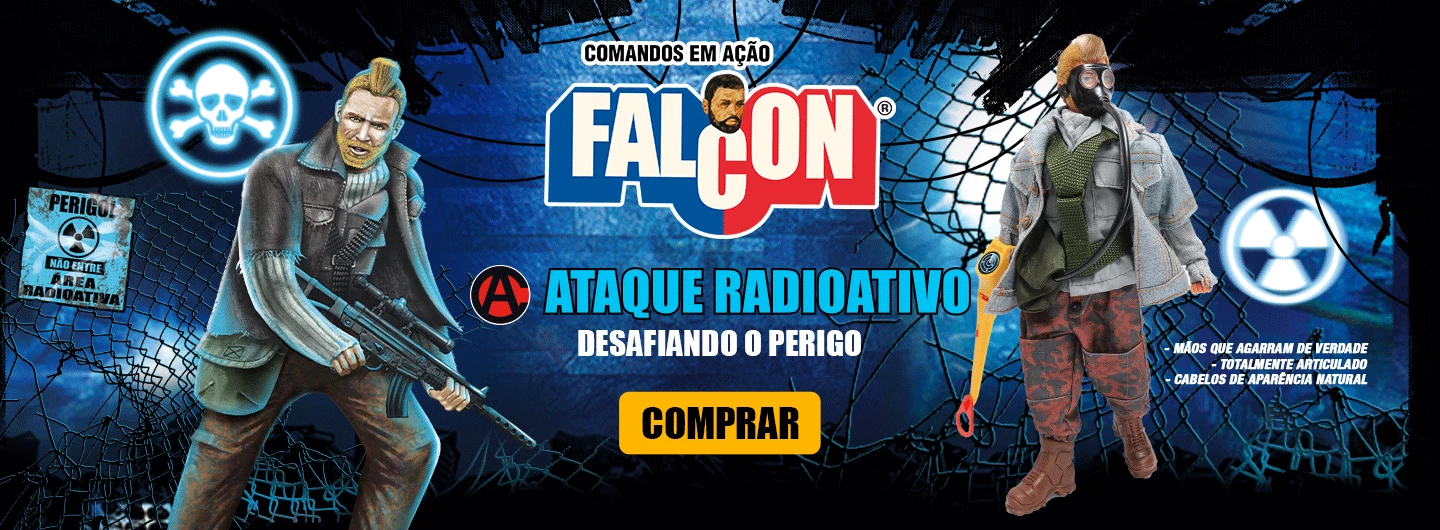 COMANDOS EM AÇÃO
FALCON®
PERIGO!
NÃO ENTRE
ÁREA
RADIOATIVA
AC ATAQUE RADIOATIVO
DESAFIANDO O PERIGO
- MÃOS QUE AGARRAM DE VERDADE
- TOTALMENTE ARTICULADO
- CABELOS DE APARÊNCIA NATURAL
COMPRAR